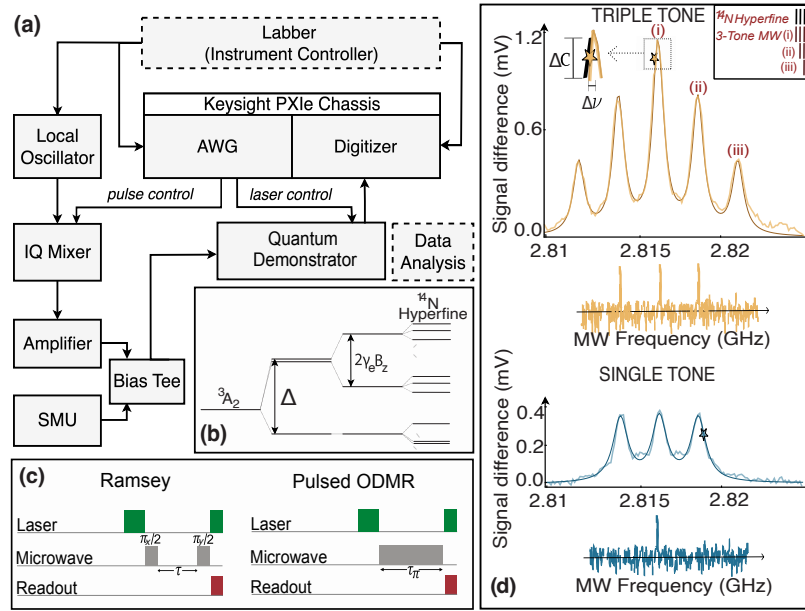 (a)
Labber
(Instrument Controller)
Keysight PXIe Chassis
AWG
Digitizer
Local
Oscillator
pulse control
laser control
IQ Mixer
Quantum
Demonstrator
Data
Analysis
Amplifier
Bias Tee
SMU
(b)
³A₂
Δ
2γₑB_z
¹⁴N
Hyperfine
(c)
Ramsey
Pulsed ODMR
Laser
π_x/2
π_y/2
Microwave
τ
Readout
Laser
Microwave
τ_π
Readout
TRIPLE TONE
¹⁴N Hyperfine
3-Tone MW (i)
(ii)
(iii)
Signal difference (mV)
1.2
0.6
0.0
ΔC
Δν
(i)
(ii)
(iii)
2.81
2.815
2.82
MW Frequency (GHz)
SINGLE TONE
Signal difference (mV)
0.4
0.2
0.0
2.81
2.815
2.82
MW Frequency (GHz)
(d)